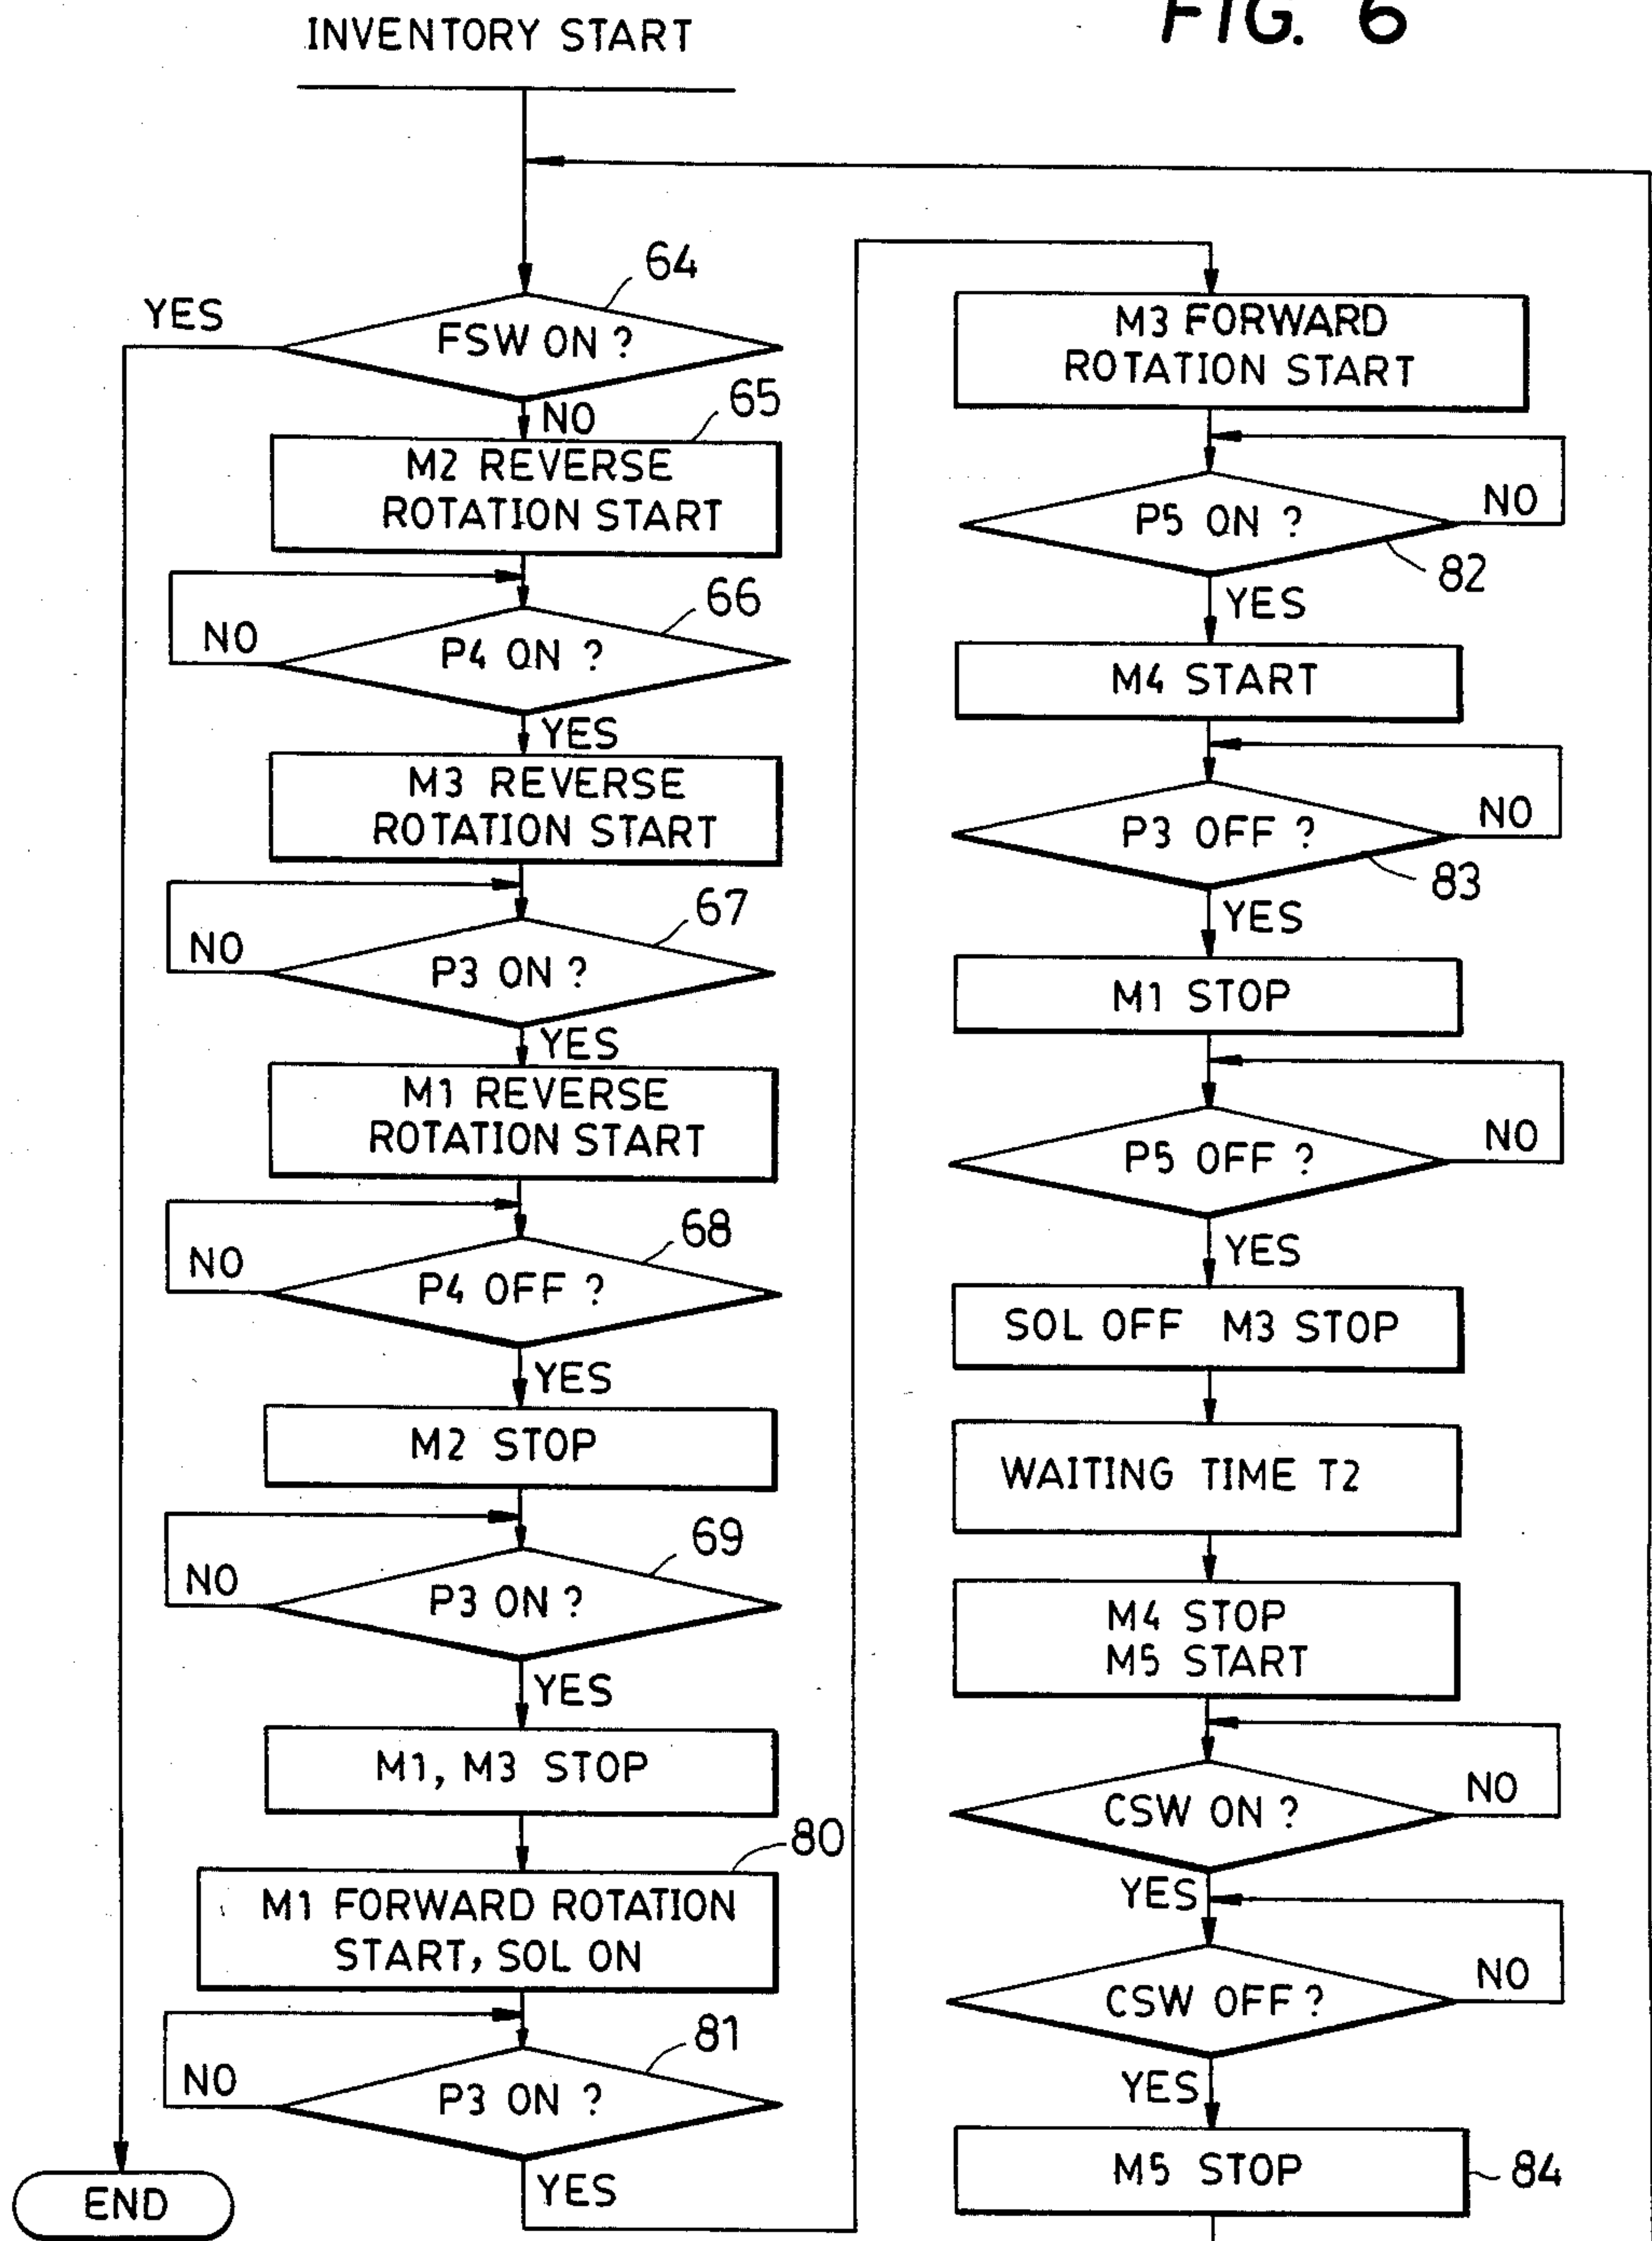 FIG. 6
INVENTORY START
64
YES
FSW ON ?
NO
65
M2 REVERSE
ROTATION START
66
NO
P4 ON ?
YES
M3 REVERSE
ROTATION START
67
NO
P3 ON ?
YES
M1 REVERSE
ROTATION START
68
NO
P4 OFF ?
YES
M2 STOP
69
NO
P3 ON ?
YES
M1, M3 STOP
80
M1 FORWARD ROTATION
START, SOL ON
81
NO
P3 ON ?
YES
END
M3 FORWARD
ROTATION START
NO
P5 ON ?
82
YES
M4 START
NO
P3 OFF ?
83
YES
M1 STOP
NO
P5 OFF ?
YES
SOL OFF M3 STOP
WAITING TIME T2
M4 STOP
M5 START
NO
CSW ON ?
YES
NO
CSW OFF ?
YES
M5 STOP
84